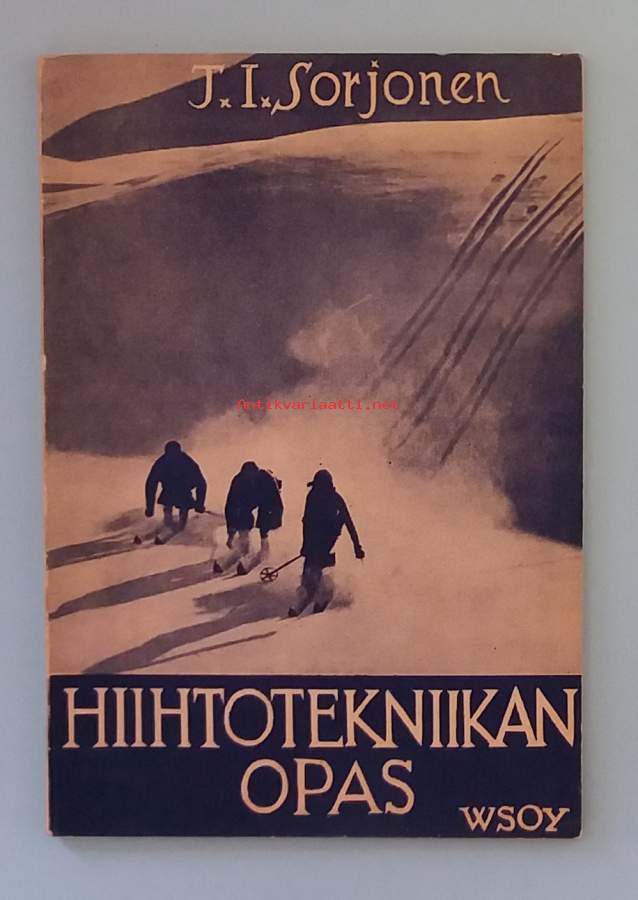 J. I. Sorjonen
Antikvariaatti.net
HIIHTOTEKNIIKAN
OPAS
WSOY